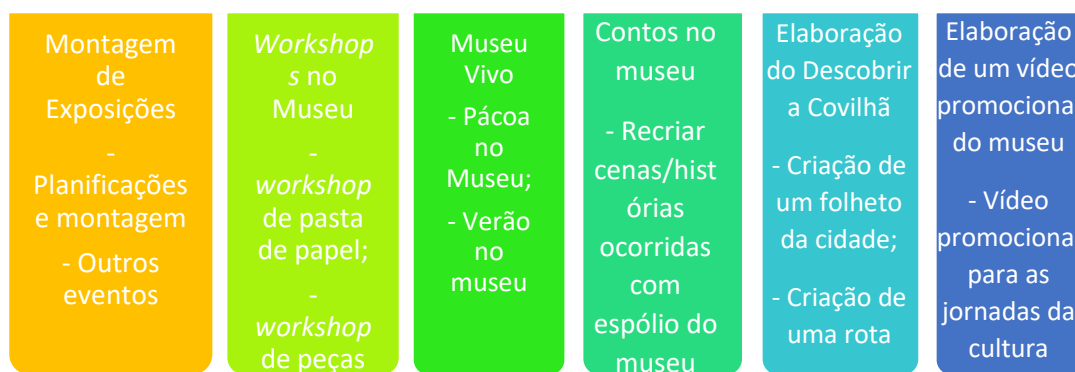 Montagem
de
Exposições
-
Planificações
e montagem
- Outros
eventos
Workshop
s no
Museu
-
workshop
de pasta
de papel;
-
workshop
de peças
Museu
Vivo
- Pácoa
no
Museu;
- Verão
no
museu
Contos no
museu
- Recriar
cenas/hist
órias
ocorridas
com
espólio do
museu
Elaboração
do Descobrir
a Covilhã
- Criação de
um folheto
da cidade;
- Criação de
uma rota
Elaboração
de um vídeo
promociona
do museu
- Vídeo
promociona
para as
jornadas da
cultura